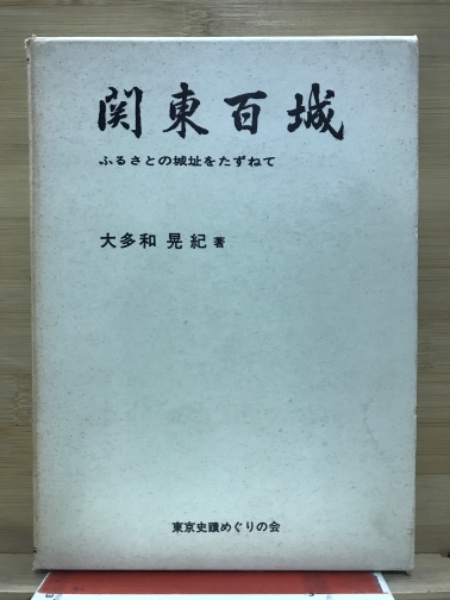 関東百城
ふるさとの城址をたずねて
大多和 晃紀 著
東京史蹟めぐりの会